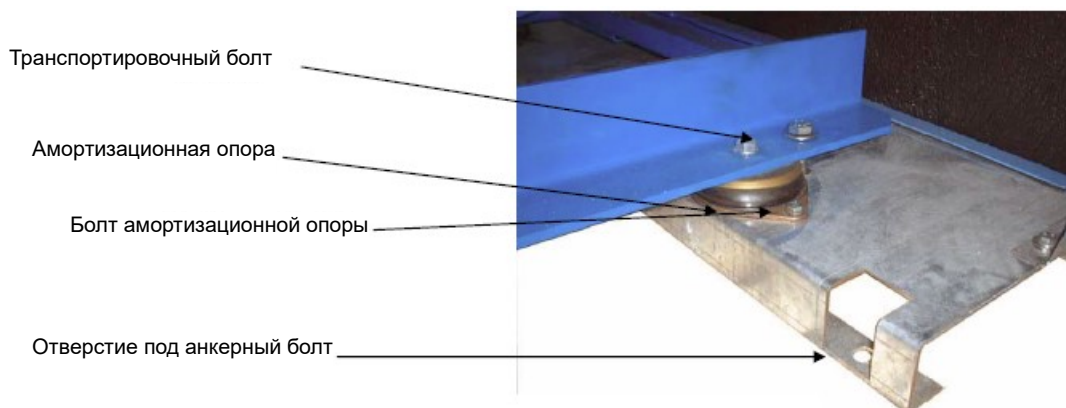 Транспортировочный болт
Амортизационная опора
Болт амортизационной опоры
Отверстие под анкерный болт